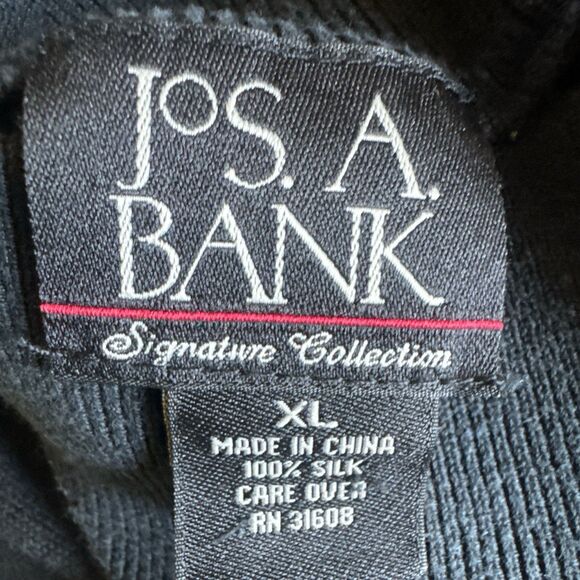 JOS. A.
BANK
Signature Collection
XL
MADE IN CHINA
100% SILK
CARE OVER
RN 31608